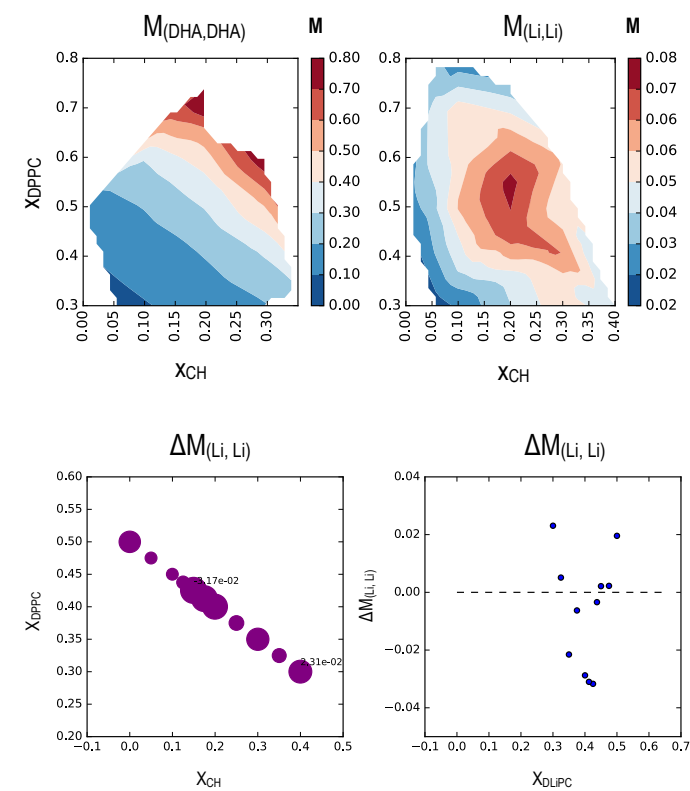 M(DHA,DHA) M
0.8
0.7
0.6
0.5
0.4
0.3
XDPPC
0.00 0.05 0.10 0.15 0.20 0.25 0.30
XCH
0.80
0.70
0.60
0.50
0.40
0.30
0.20
0.10
0.00
M(Li,Li) M
0.8
0.7
0.6
0.5
0.4
0.3
0.00 0.05 0.10 0.15 0.20 0.25 0.30 0.35 0.40
XCH
0.08
0.07
0.06
0.05
0.05
0.04
0.03
0.02
0.02
ΔM(Li, Li)
0.60
0.55
0.50
0.45
0.40
0.35
0.30
0.25
0.20
XDPPC
-3.17e-02
2.31e-02
−0.1 0.0 0.1 0.2 0.3 0.4 0.5
XCH
ΔM(Li, Li)
0.04
0.02
0.00
−0.02
−0.04
ΔM(Li, Li)
−0.1 0.0 0.1 0.2 0.3 0.4 0.5 0.6 0.7
XDLiPC